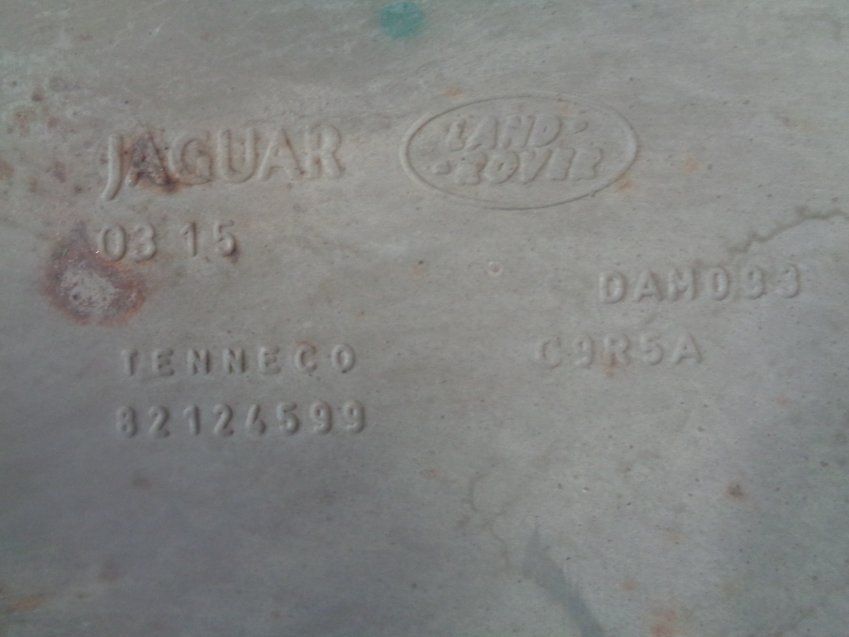 JAGUAR LAND- -ROVER
03 15
DAM093
TENNECO C9R5A
82124599